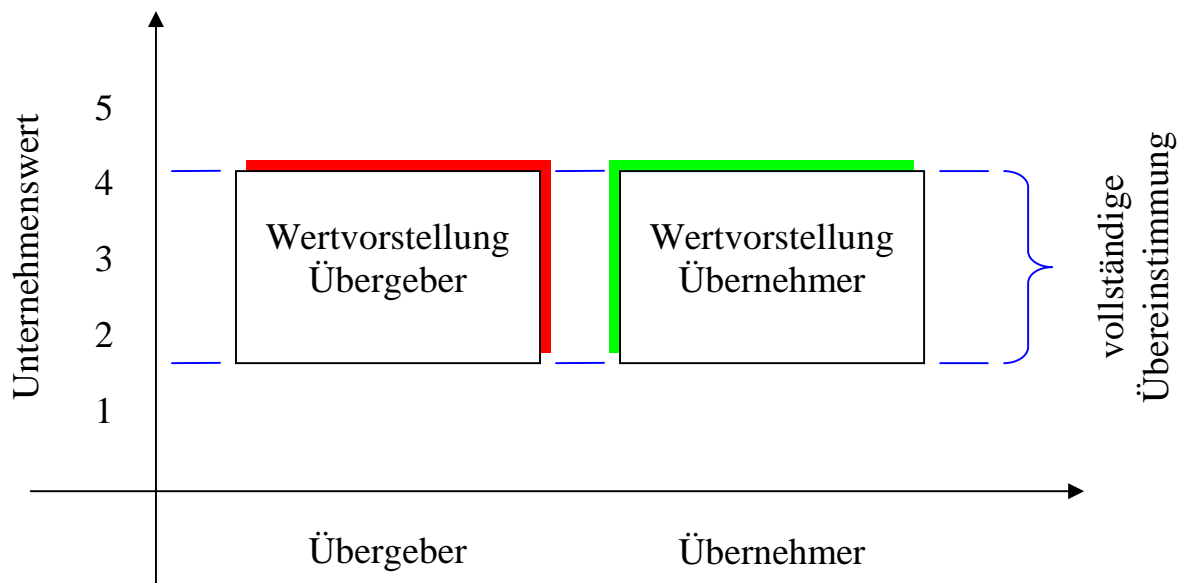 Unternehmenswert
5
4
3
2
1
Wertvorstellung
Übergeber
Wertvorstellung
Übernehmer
vollständige
Übereinstimmung
Übergeber
Übernehmer